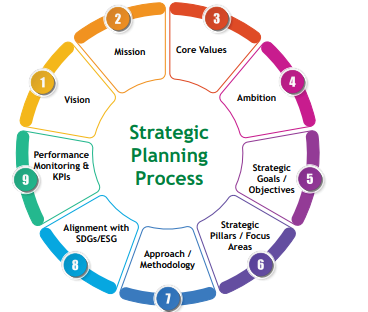 Strategic
Planning
Process
1
Vision
2
Mission
3
Core Values
4
Ambition
5
Strategic
Goals /
Objectives
6
Strategic
Pillars / Focus
Areas
7
Approach /
Methodology
8
Alignment with
SDGs/ESG
9
Performance
Monitoring &
KPIs